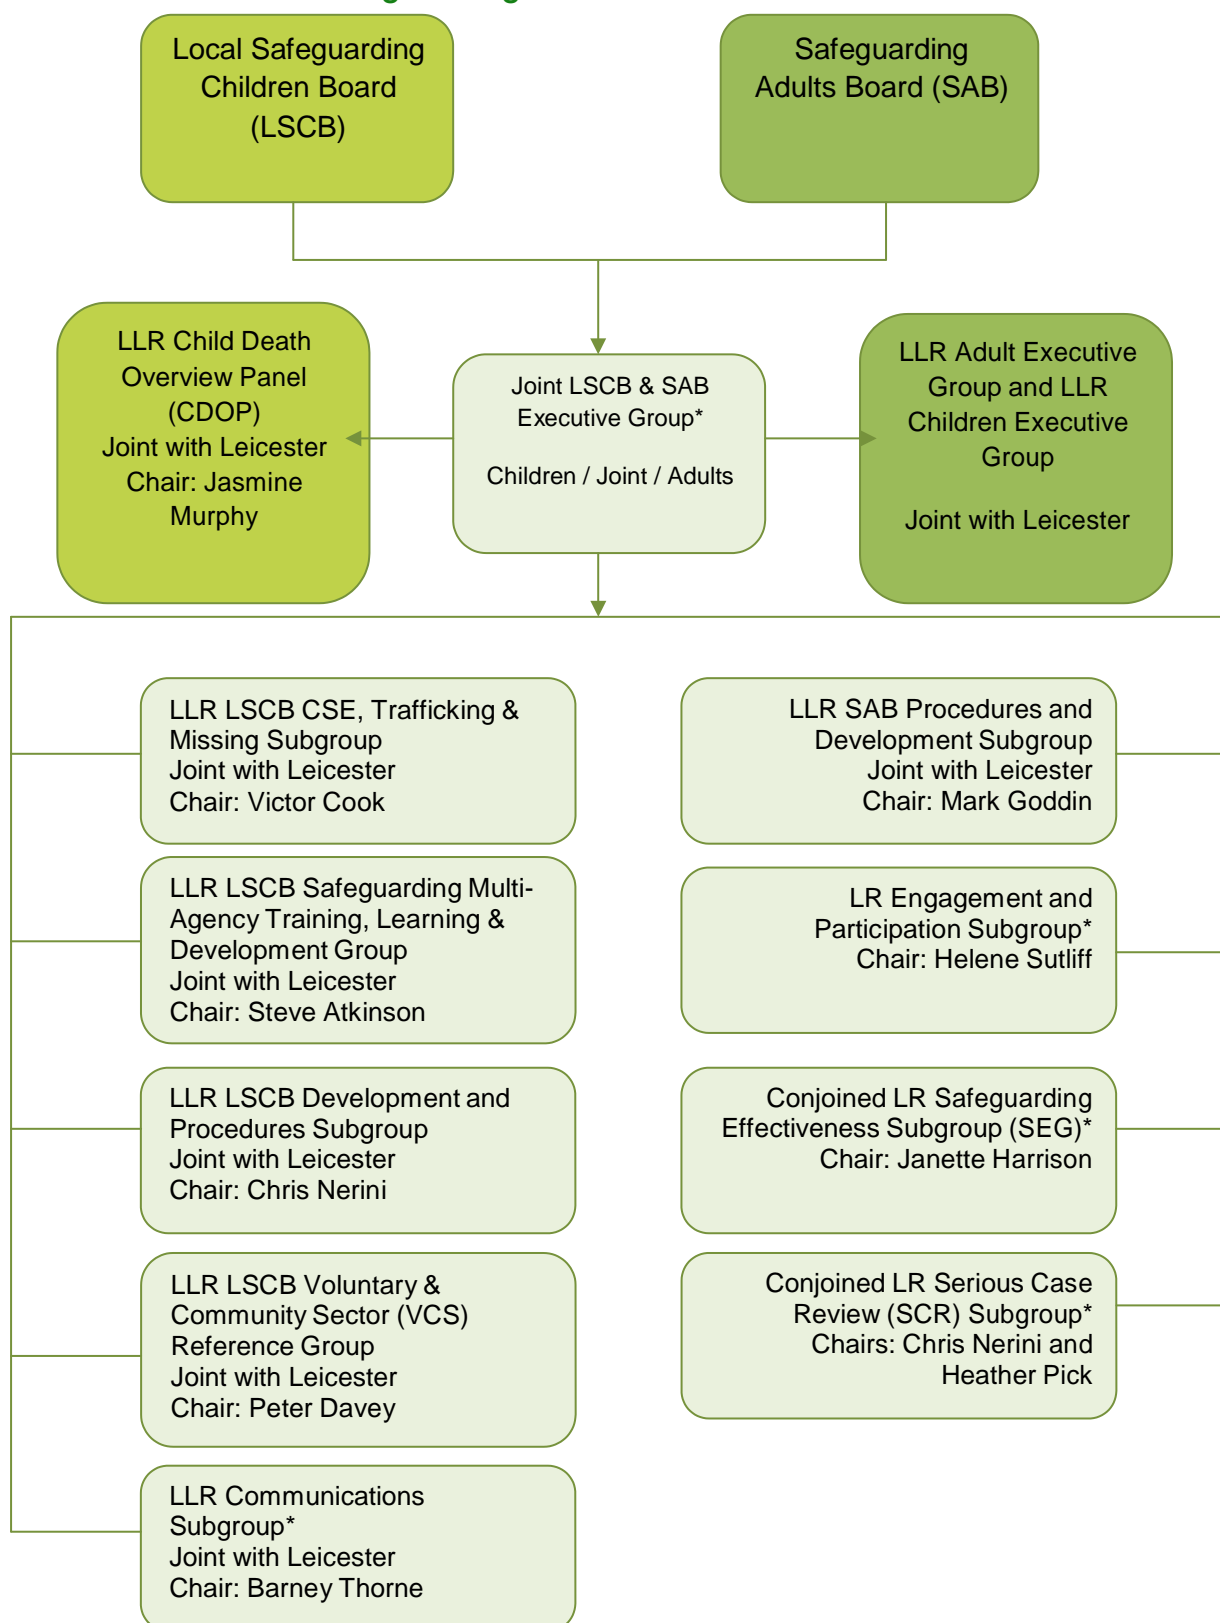 Local Safeguarding
Children Board
(LSCB)
Safeguarding
Adults Board (SAB)
LLR Child Death
Overview Panel
(CDOP)
Joint with Leicester
Chair: Jasmine
Murphy
Joint LSCB & SAB
Executive Group*
Children / Joint / Adults
LLR Adult Executive
Group and LLR
Children Executive
Group
Joint with Leicester
LLR LSCB CSE, Trafficking &
Missing Subgroup
Joint with Leicester
Chair: Victor Cook
LLR SAB Procedures and
Development Subgroup
Joint with Leicester
Chair: Mark Goddin
LLR LSCB Safeguarding Multi-
Agency Training, Learning &
Development Group
Joint with Leicester
Chair: Steve Atkinson
LR Engagement and
Participation Subgroup*
Chair: Helene Sutliff
LLR LSCB Development and
Procedures Subgroup
Joint with Leicester
Chair: Chris Nerini
Conjoined LR Safeguarding
Effectiveness Subgroup (SEG)*
Chair: Janette Harrison
LLR LSCB Voluntary &
Community Sector (VCS)
Reference Group
Joint with Leicester
Chair: Peter Davey
Conjoined LR Serious Case
Review (SCR) Subgroup*
Chairs: Chris Nerini and
Heather Pick
LLR Communications
Subgroup*
Joint with Leicester
Chair: Barney Thorne